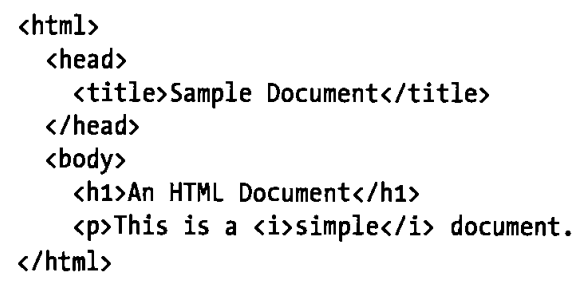 <html>
  <head>
    <title>Sample Document</title>
  </head>
  <body>
    <h1>An HTML Document</h1>
    <p>This is a <i>simple</i> document.
</html>